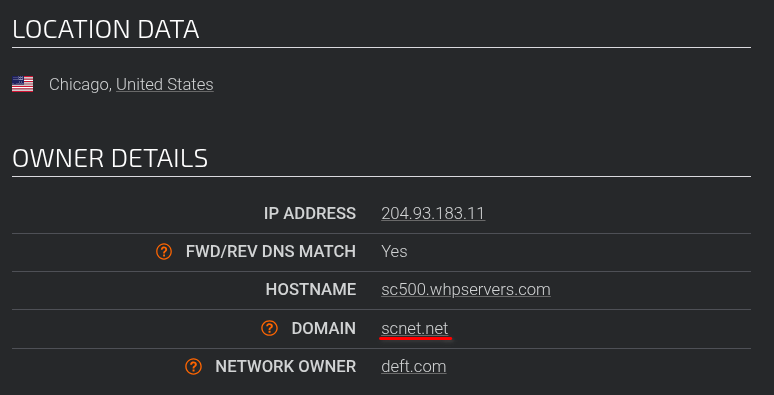 LOCATION DATA
Chicago, United States
OWNER DETAILS
IP ADDRESS 204.93.183.11
FWD/REV DNS MATCH Yes
HOSTNAME sc500.whpservers.com
DOMAIN scnet.net
NETWORK OWNER deft.com